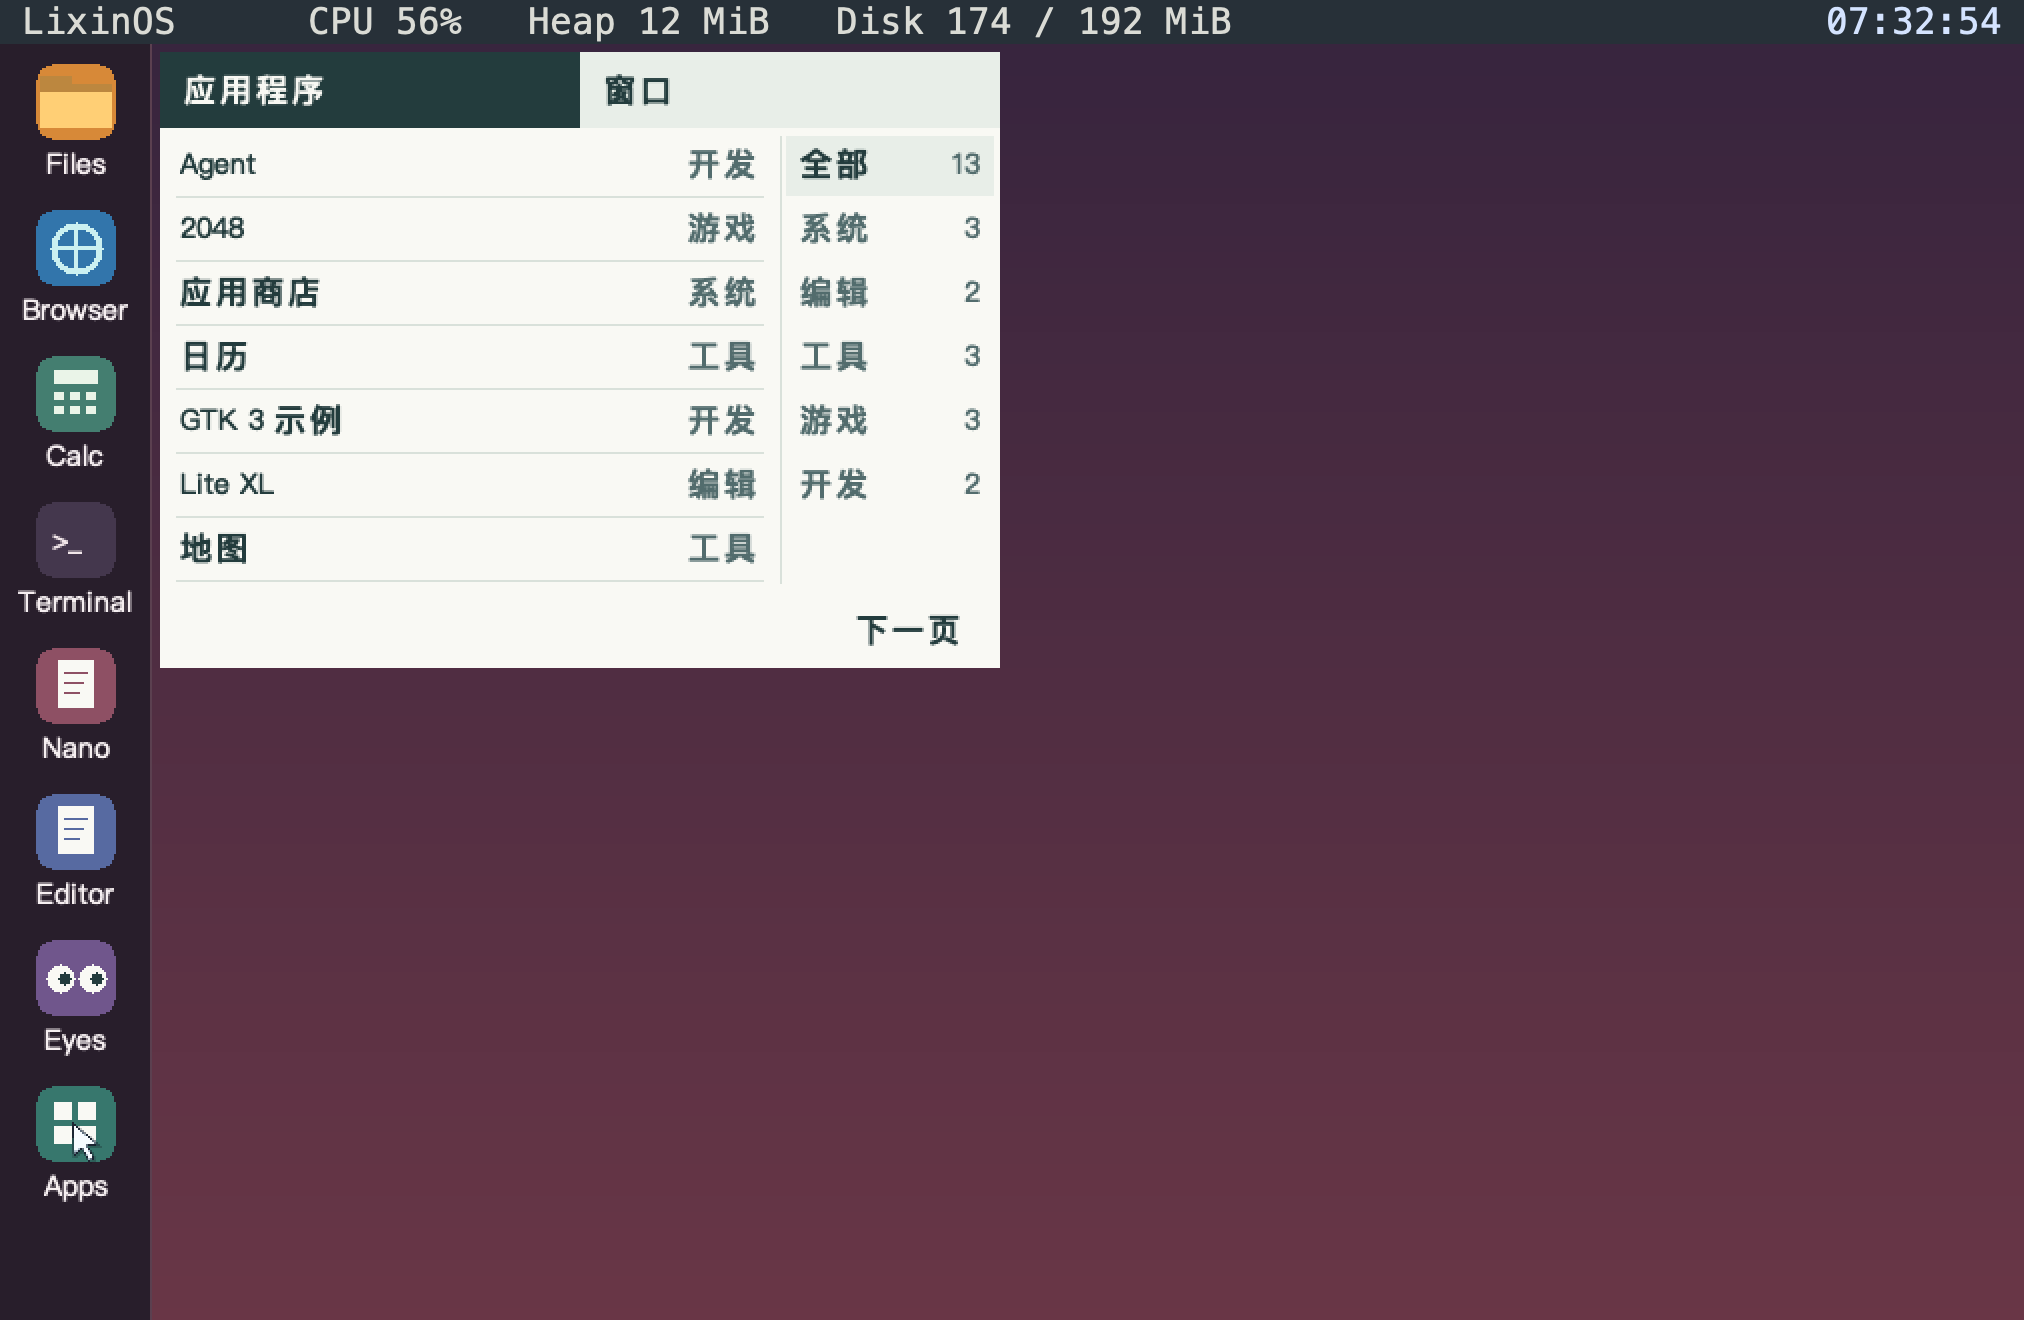 LixinOS CPU 56% Heap 12 MiB Disk 174 / 192 MiB 07:32:54
Files
Browser
Calc
>_
Terminal
Nano
Editor
Eyes
Apps
应用程序 窗口
Agent 开发
2048 游戏
应用商店 系统
日历 工具
GTK 3 示例 开发
Lite XL 编辑
地图 工具
全部 13
系统 3
编辑 2
工具 3
游戏 3
开发 2
下一页